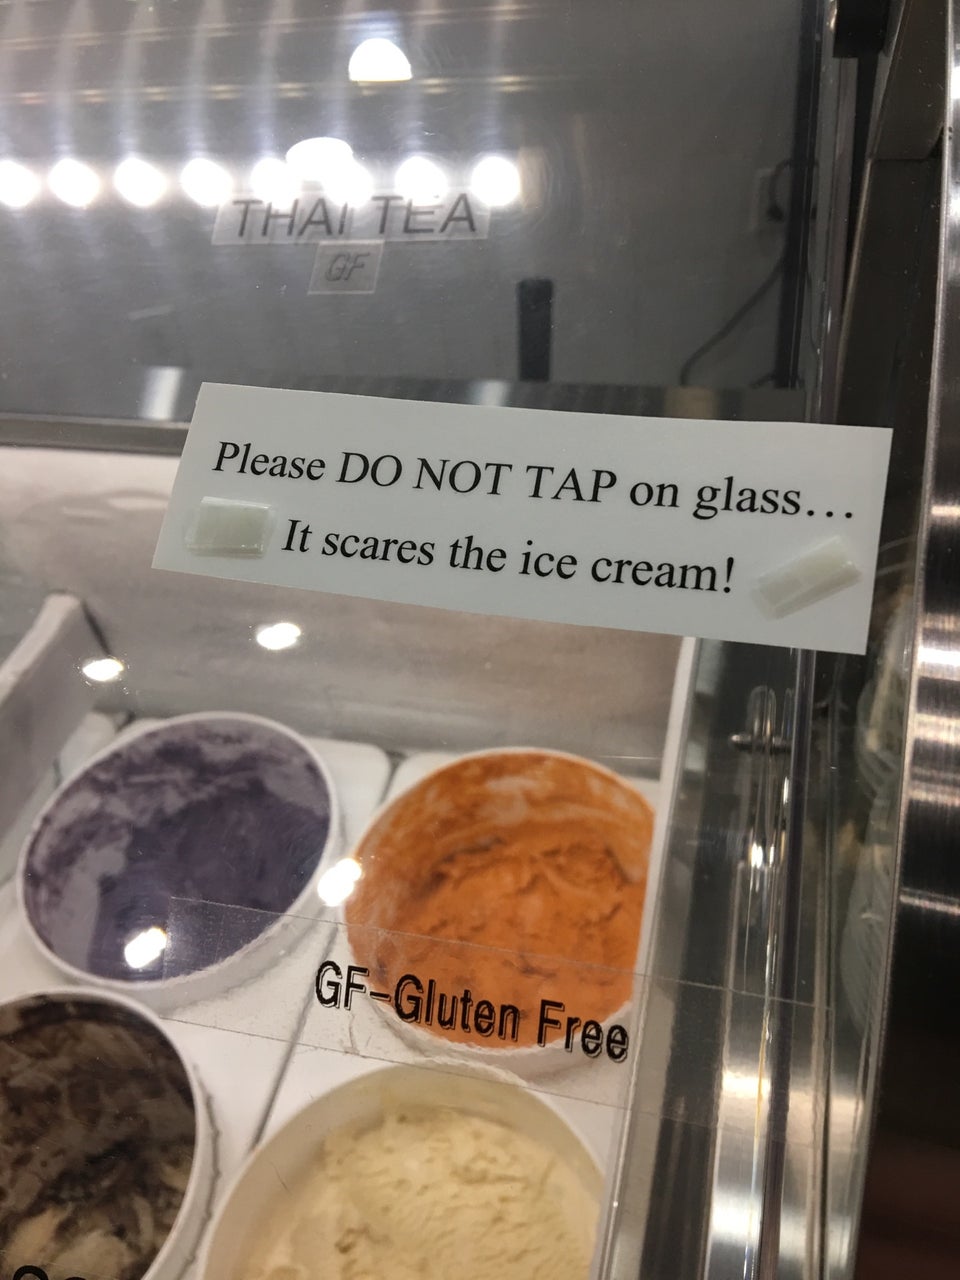 THAI TEA
GF
Please DO NOT TAP on glass...
It scares the ice cream!
GF-Gluten Free